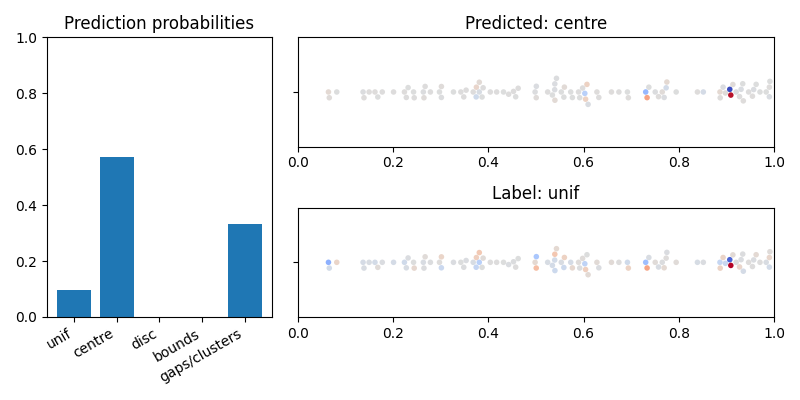 Prediction probabilities
1.0
0.8
0.6
0.4
0.2
0.0
unif
centre
disc
bounds
gaps/clusters
Predicted: centre
0.0 0.2 0.4 0.6 0.8 1.0
Label: unif
0.0 0.2 0.4 0.6 0.8 1.0